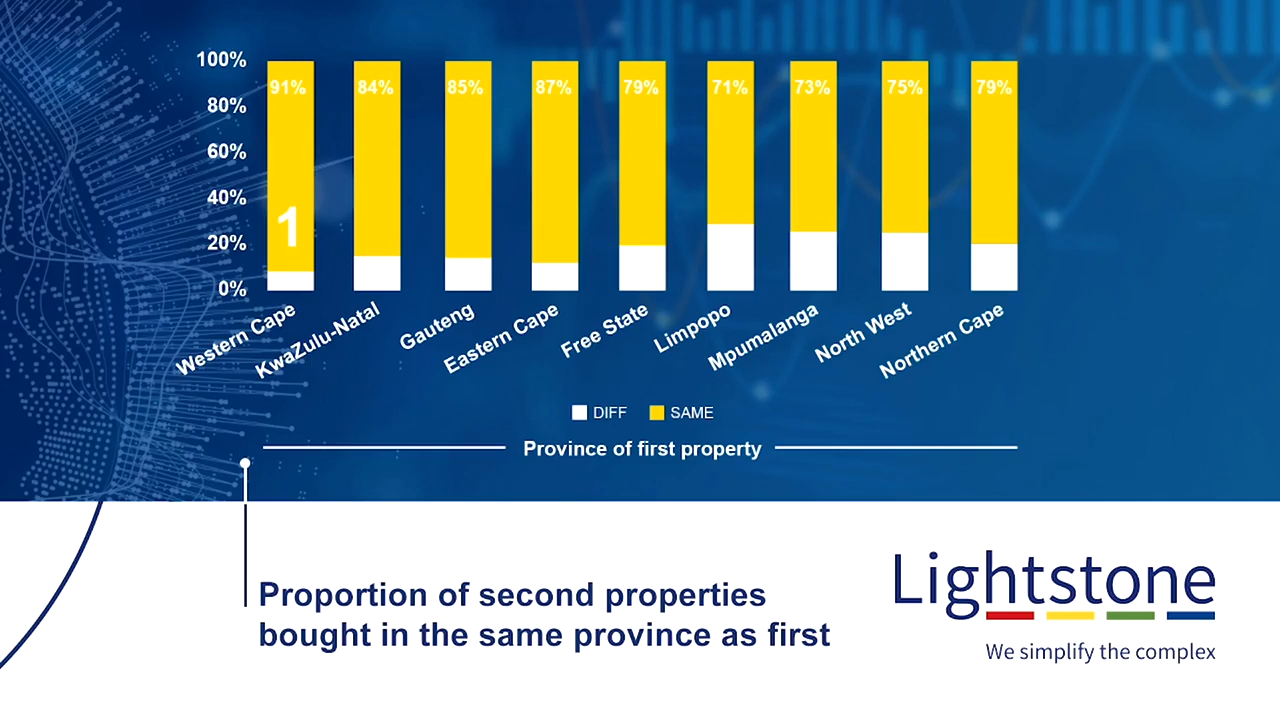 100%
80%
60%
40%
20%
0%
91%
84%
85%
87%
79%
71%
73%
75%
79%
1
Western Cape
KwaZulu-Natal
Gauteng
Eastern Cape
Free State
Limpopo
Mpumalanga
North West
Northern Cape
DIFF SAME
Province of first property
Proportion of second properties
bought in the same province as first
Lightstone
We simplify the complex